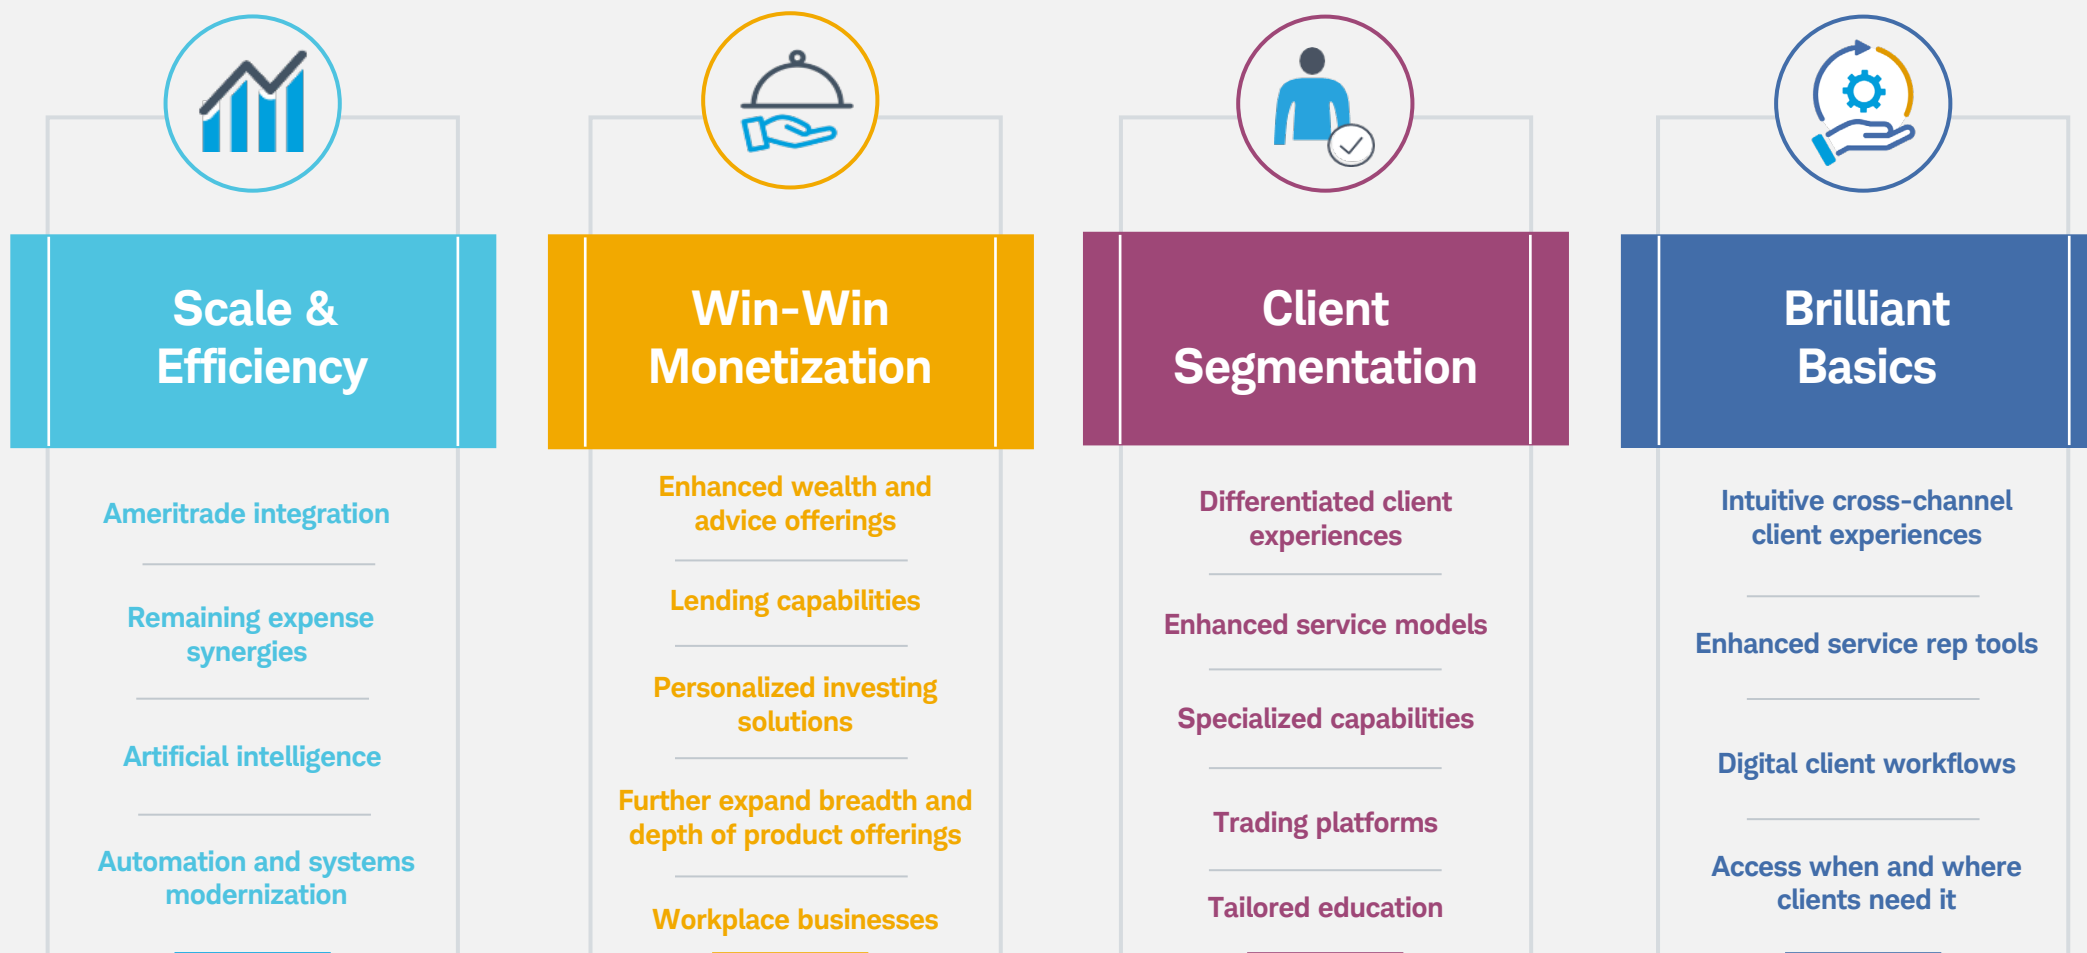 Scale &
Efficiency
Ameritrade integration
Remaining expense
synergies
Artificial intelligence
Automation and systems
modernization
Win-Win
Monetization
Enhanced wealth and
advice offerings
Lending capabilities
Personalized investing
solutions
Further expand breadth and
depth of product offerings
Workplace businesses
Client
Segmentation
Differentiated client
experiences
Enhanced service models
Specialized capabilities
Trading platforms
Tailored education
Brilliant
Basics
Intuitive cross-channel
client experiences
Enhanced service rep tools
Digital client workflows
Access when and where
clients need it